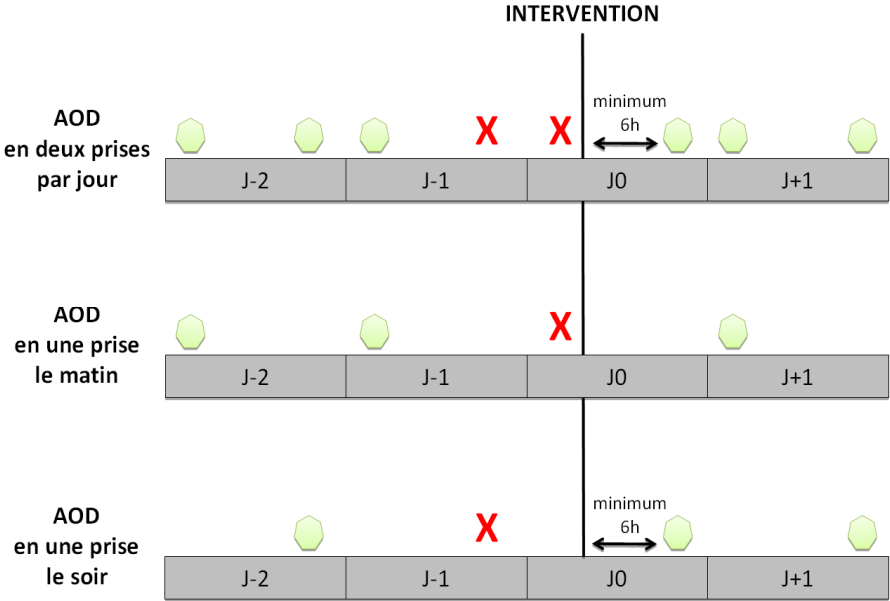 INTERVENTION
AOD
en deux prises
par jour
X
X
minimum
6h
J-2
J-1
J0
J+1
AOD
en une prise
le matin
X
J-2
J-1
J0
J+1
AOD
en une prise
le soir
X
minimum
6h
J-2
J-1
J0
J+1